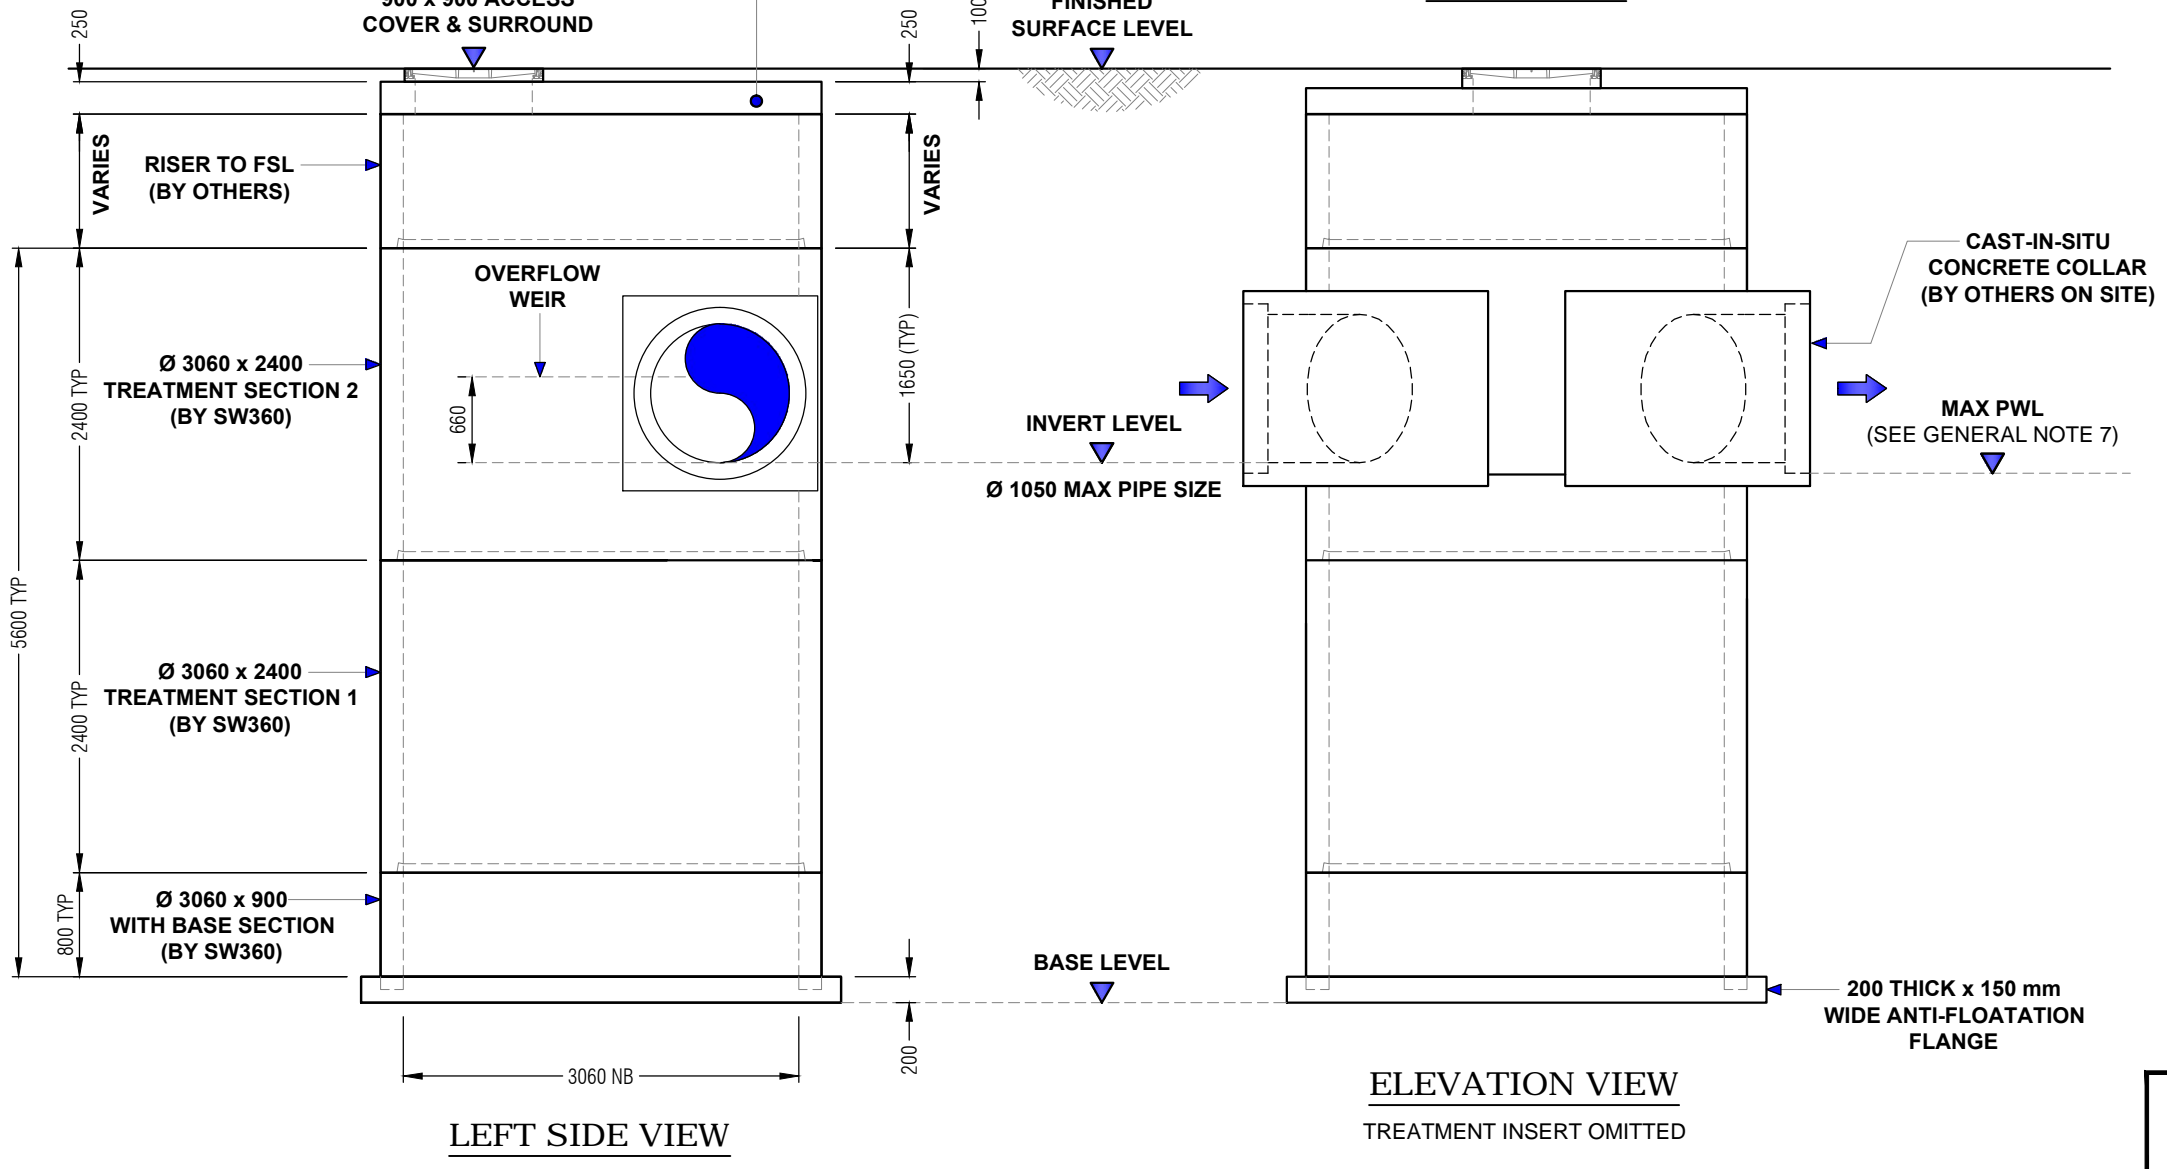 900 x 900 ACCESS
COVER & SURROUND
FINISHED
SURFACE LEVEL
250
250
100
VARIES
VARIES
RISER TO FSL
(BY OTHERS)
OVERFLOW
WEIR
CAST-IN-SITU
CONCRETE COLLAR
(BY OTHERS ON SITE)
Ø 3060 x 2400
TREATMENT SECTION 2
(BY SW360)
2400 TYP
660
1650 (TYP)
INVERT LEVEL
Ø 1050 MAX PIPE SIZE
MAX PWL
(SEE GENERAL NOTE 7)
5600 TYP
Ø 3060 x 2400
TREATMENT SECTION 1
(BY SW360)
2400 TYP
Ø 3060 x 900
WITH BASE SECTION
(BY SW360)
800 TYP
BASE LEVEL
200 THICK x 150 mm
WIDE ANTI-FLOATATION
FLANGE
200
3060 NB
LEFT SIDE VIEW
ELEVATION VIEW
TREATMENT INSERT OMITTED